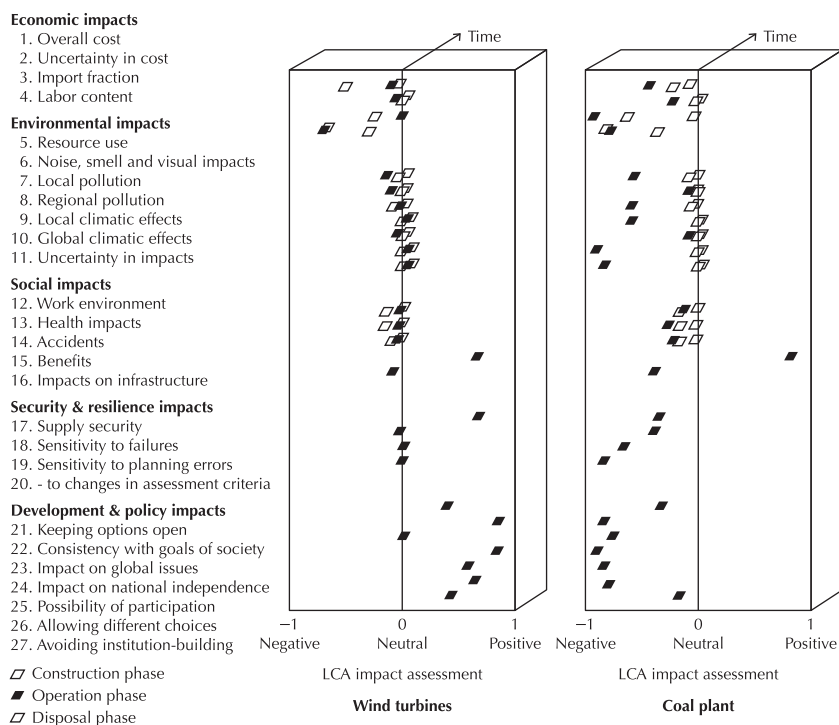 Economic impacts
1. Overall cost
2. Uncertainty in cost
3. Import fraction
4. Labor content
Environmental impacts
5. Resource use
6. Noise, smell and visual impacts
7. Local pollution
8. Regional pollution
9. Local climatic effects
10. Global climatic effects
11. Uncertainty in impacts
Social impacts
12. Work environment
13. Health impacts
14. Accidents
15. Benefits
16. Impacts on infrastructure
Security & resilience impacts
17. Supply security
18. Sensitivity to failures
19. Sensitivity to planning errors
20. - to changes in assessment criteria
Development & policy impacts
21. Keeping options open
22. Consistency with goals of society
23. Impact on global issues
24. Impact on national independence
25. Possibility of participation
26. Allowing different choices
27. Avoiding institution-building
Construction phase
Operation phase
Disposal phase
Time
−1 0 1
Negative Neutral Positive
LCA impact assessment
Wind turbines
Time
−1 0 1
Negative Neutral Positive
LCA impact assessment
Coal plant